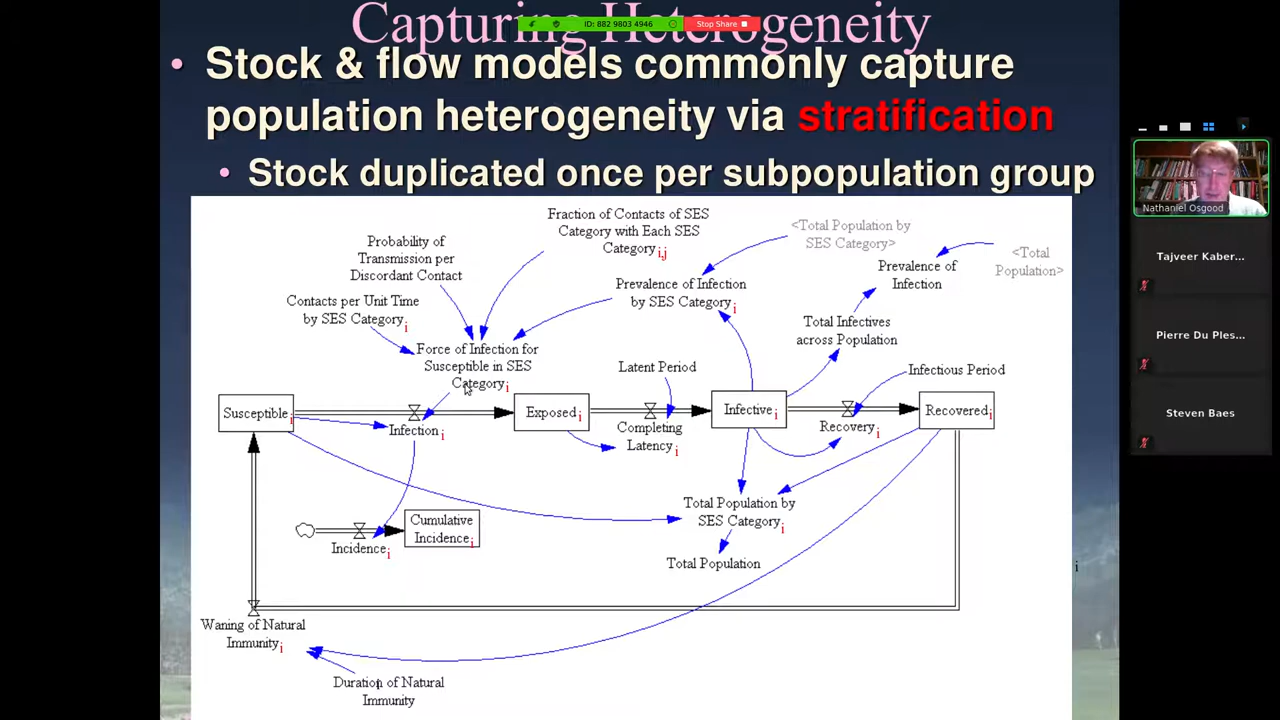 Capturing Heterogeneity
ID: 882 9803 4946
Stop Share
• Stock & flow models commonly capture
population heterogeneity via stratification
• Stock duplicated once per subpopulation group
Fraction of Contacts of SES
Category with Each SES
Category i,j
<Total Population by
SES Category>
Probability of
Transmission per
Discordant Contact
Prevalence of
Infection
<Total
Population>
Contacts per Unit Time
by SES Category i
Prevalence of Infection
by SES Category i
Total Infectives
across Population
Force of Infection for
Susceptible in SES
Category i
Latent Period
Infectious Period
Susceptible i
Infection i
Exposed i
Completing
Latency i
Infective i
Recovery i
Recovered i
Total Population by
SES Category i
Cumulative
Incidence i
Incidence i
Total Population
Waning of Natural
Immunity i
Duration of Natural
Immunity
i
Nathaniel Osgood
Tajveer Kaber...
Pierre Du Ples...
Steven Baes